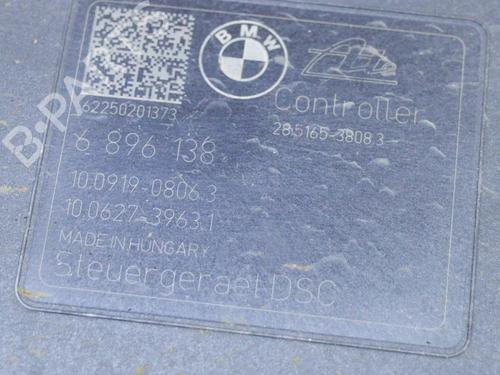 BMW
Ate
62250201373
Controller
28.5165-3808.3
6 896 138
10.0919-0806.3
10.0627-3963.1
MADE IN HUNGARY
Steuergeraet DSC
B-PARTS